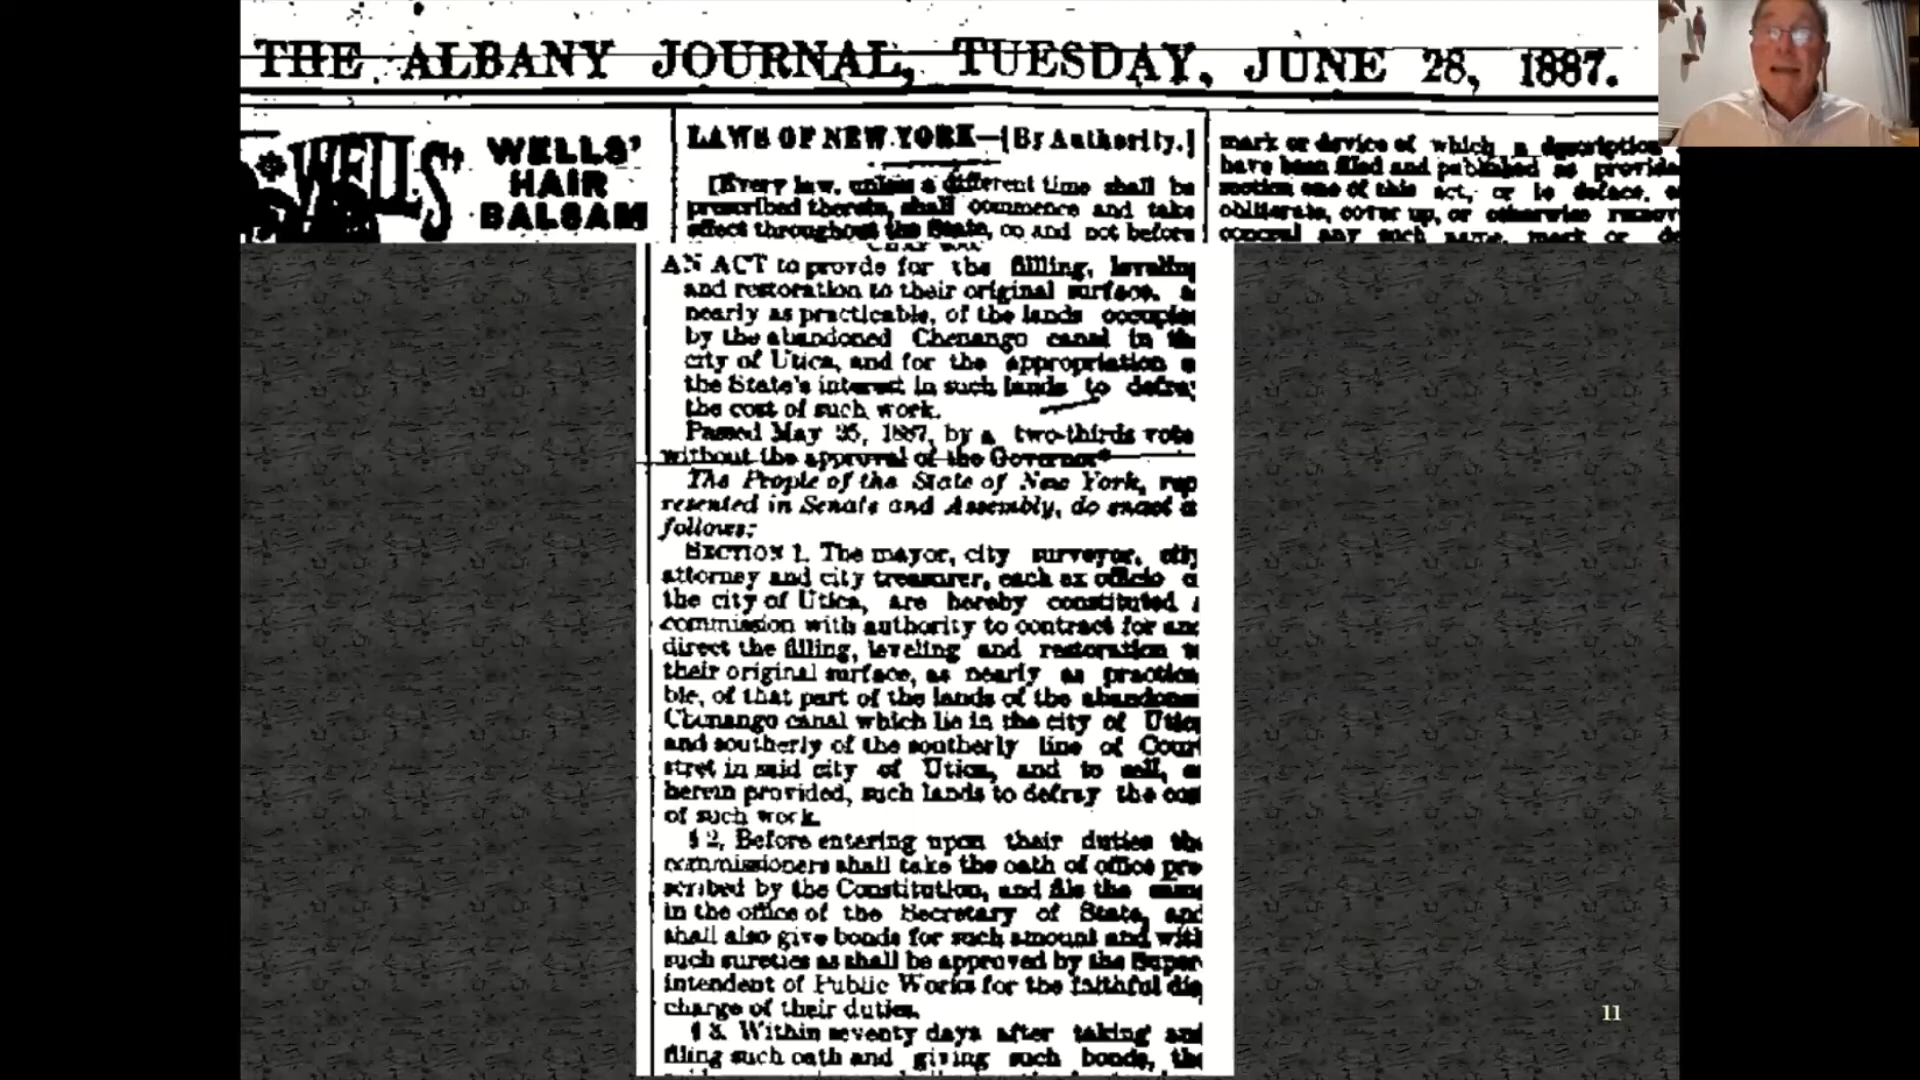 THE ALBANY JOURNAL, TUESDAY, JUNE 28, 1887.
WELLS'
WELLS'
HAIR
BALSAM
LAWS OF NEW YORK—[By Authority.]
[Every law, unless a different time shall be
prescribed therein, shall commence and take
effect throughout the State, on and not before
mark or device of which a description
have been filed and published as provide
section one of this act, or to deface,
obliterate, cover up, or otherwise remov
conceal any such name, mark or de
AN ACT to provde for the filling, leveling
and restoration to their original surface, a
nearly as practicable, of the lands occupie
by the abandoned Chenango canal in th
city of Utica, and for the appropriation o
the State's interest in such lands to defra
the cost of such work.
Passed May 25, 1887, by a two-thirds vote
without the approval of the Governor*
The People of the State of New York, rep
resented in Senate and Assembly, do enact a
follows:
SECTION 1. The mayor, city surveyor, city
attorney and city treasurer, each ex officio o
the city of Utica, are hereby constituted a
commission with authority to contract for and
direct the filling, leveling and restoration to
their original surface, as nearly as practica
ble, of that part of the lands of the abandone
Chenango canal which lie in the city of Utica
and southerly of the southerly line of Court
stret in said city of Utica, and to sell, as
herein provided, such lands to defray the cos
of such work.
§ 2. Before entering upon their duties the
commissioners shall take the oath of office pre
scribed by the Constitution, and file the same
in the office of the Secretary of State, and
shall also give bonds for such amount and with
such sureties as shall be approved by the Super
intendent of Public Works for the faithful dis
charge of their duties.
§ 3. Within seventy days after taking and
filing such oath and giving such bonds, the
11